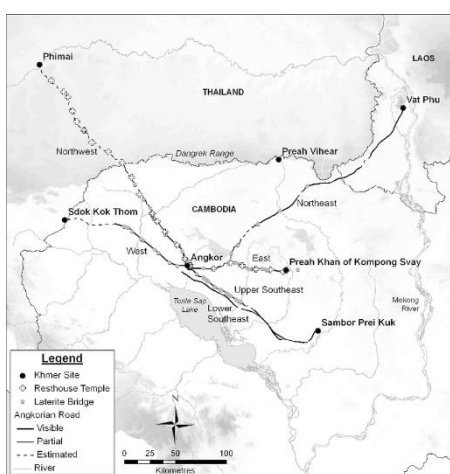 Phimai
LAOS
THAILAND
Vat Phu
Northwest
Dangrek Range
Preah Vihear
Sdok Kok Thom
CAMBODIA
Northeast
West
Angkor
East
Preah Khan of Kompong Svay
Upper Southeast
Mekong
River
Tonle Sap
Lake
Lower
Southeast
Sambor Prei Kuk
Legend
Khmer Site
Resthouse Temple
Laterite Bridge
Angkorian Road
Visible
Partial
Estimated
River
N
0 25 50 100
Kilometres